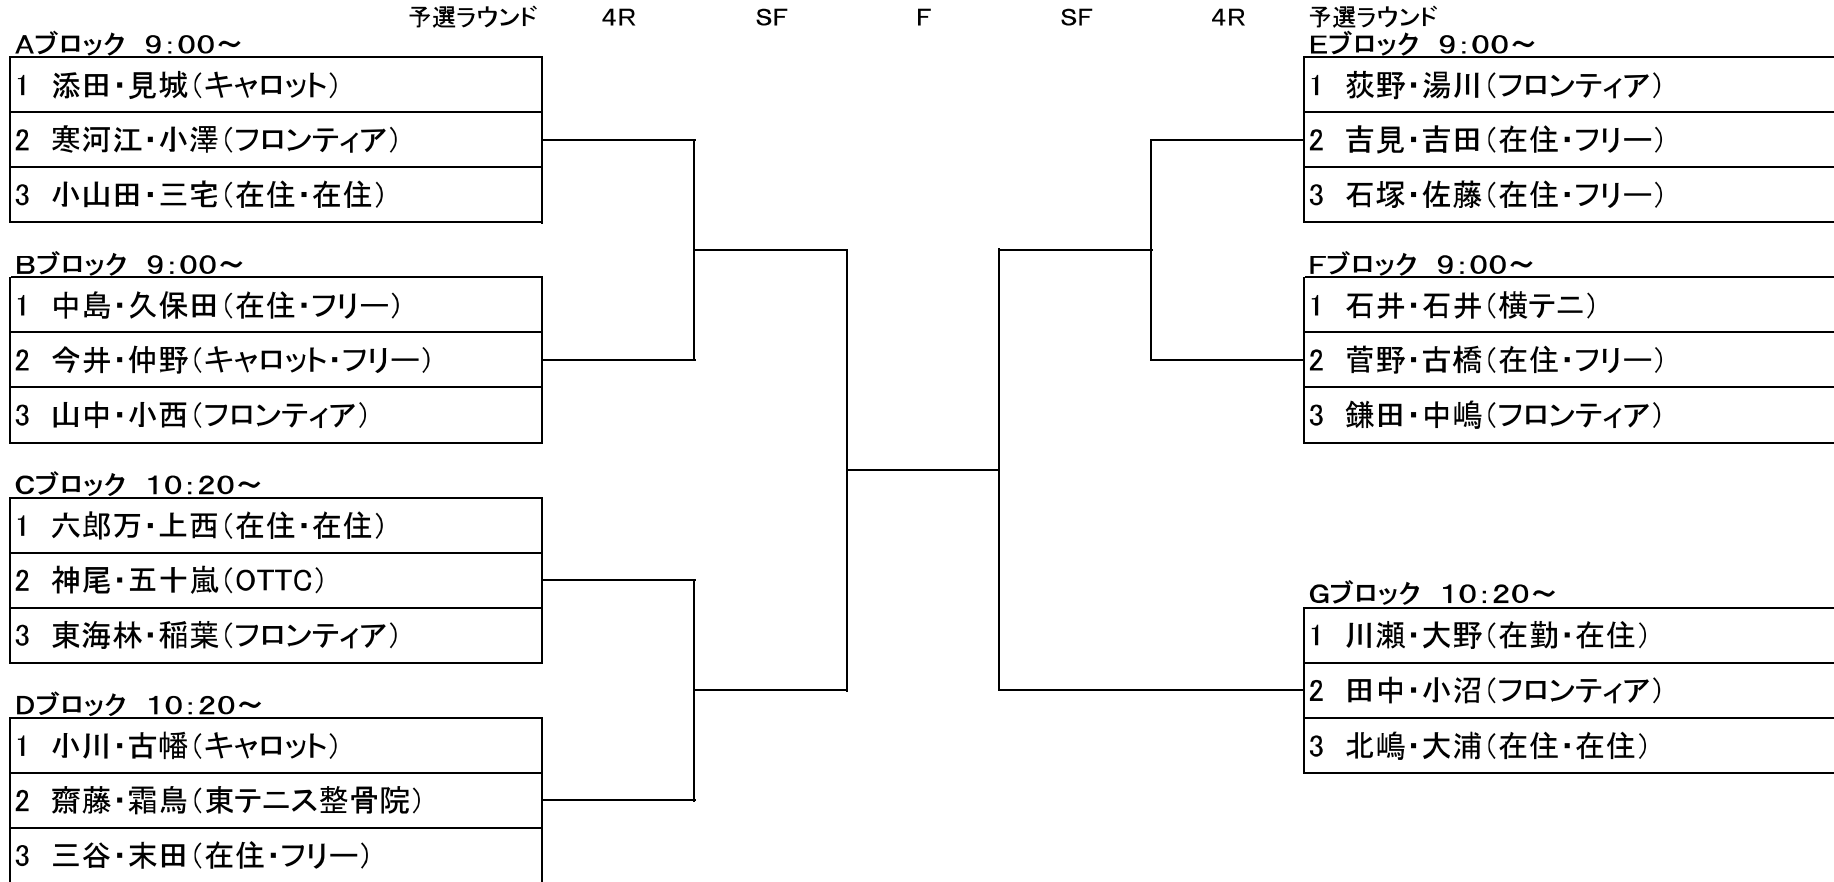 予選ラウンド 4R SF F SF 4R 予選ラウンド
Aブロック 9:00～
1 添田・見城(キャロット)
2 寒河江・小澤(フロンティア)
3 小山田・三宅(在住・在住)
Bブロック 9:00～
1 中島・久保田(在住・フリー)
2 今井・仲野(キャロット・フリー)
3 山中・小西(フロンティア)
Cブロック 10:20～
1 六郎万・上西(在住・在住)
2 神尾・五十嵐(OTTC)
3 東海林・稲葉(フロンティア)
Dブロック 10:20～
1 小川・古幡(キャロット)
2 齋藤・霜鳥(東テニス整骨院)
3 三谷・末田(在住・フリー)
Eブロック 9:00～
1 荻野・湯川(フロンティア)
2 吉見・吉田(在住・フリー)
3 石塚・佐藤(在住・フリー)
Fブロック 9:00～
1 石井・石井(横テニ)
2 菅野・古橋(在住・フリー)
3 鎌田・中嶋(フロンティア)
Gブロック 10:20～
1 川瀬・大野(在勤・在住)
2 田中・小沼(フロンティア)
3 北嶋・大浦(在住・在住)